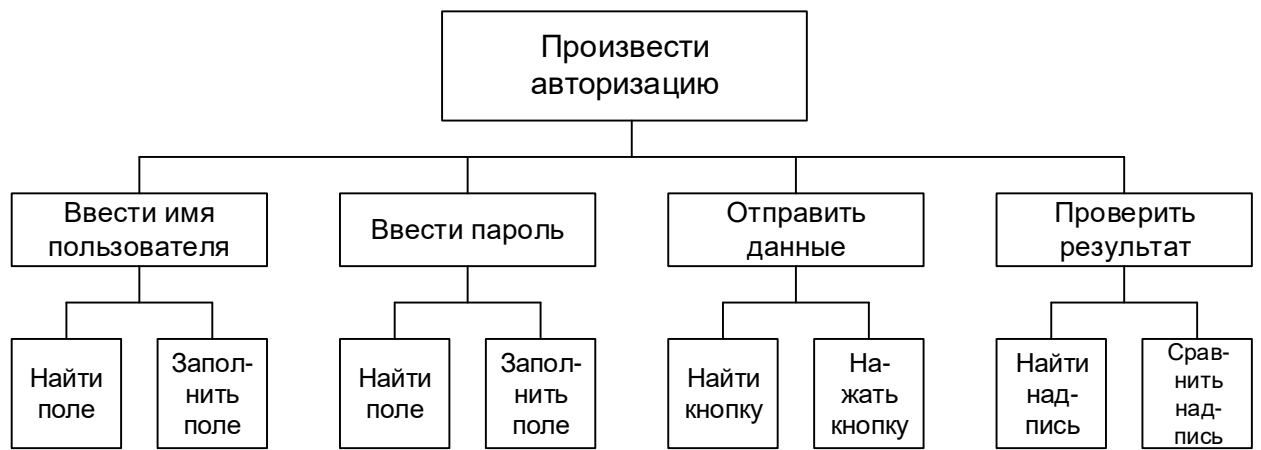 Произвести
авторизацию
Ввести имя
пользователя
Ввести пароль
Отправить
данные
Проверить
результат
Найти
поле
Запол-
нить
поле
Найти
поле
Запол-
нить
поле
Найти
кнопку
На-
жать
кнопку
Найти
над-
пись
Срав-
нить
над-
пись